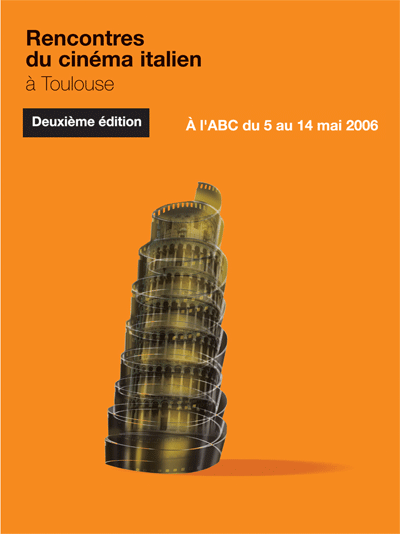 Rencontres
du cinéma italien
à Toulouse
Deuxième édition
À l'ABC du 5 au 14 mai 2006